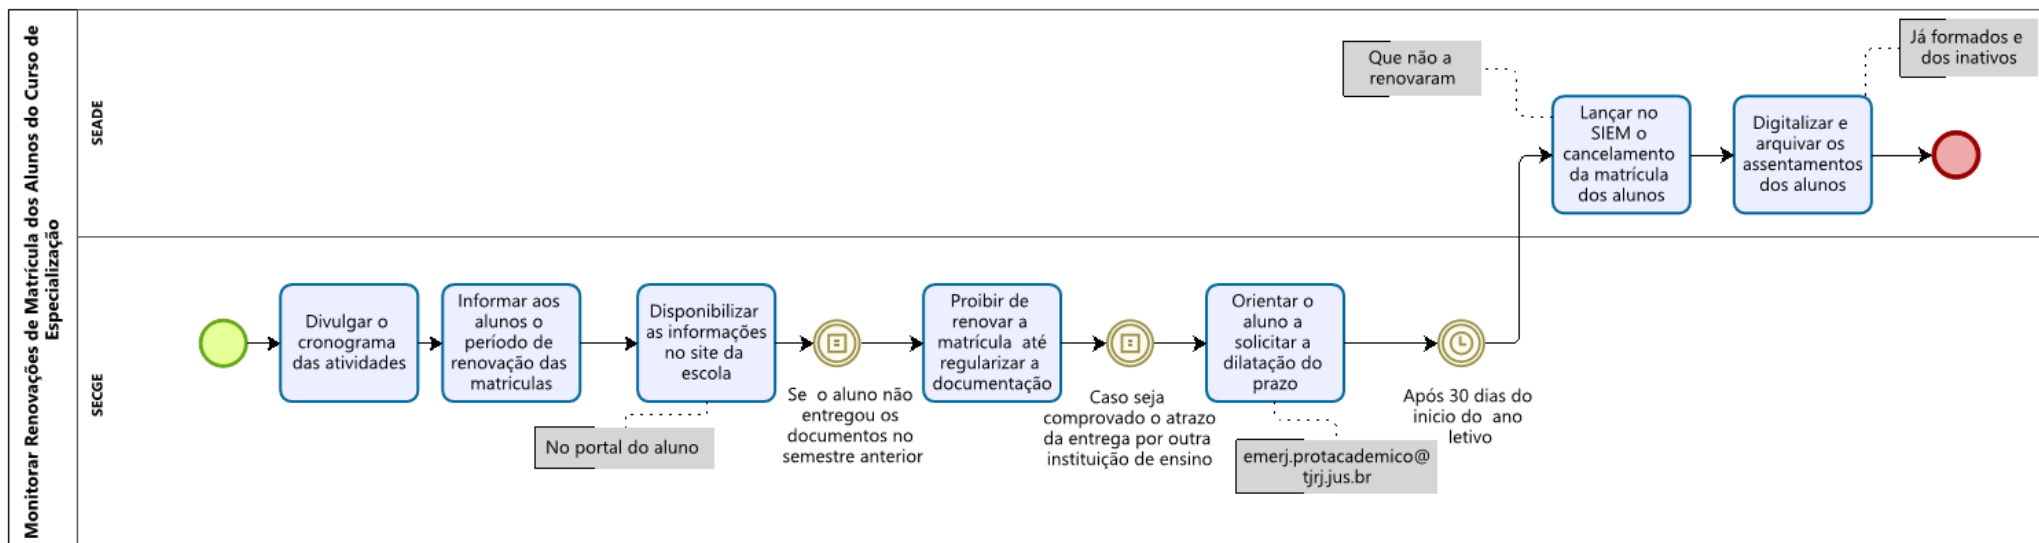 Monitorar Renovações de Matrícula dos Alunos do Curso de
Especialização
SEADE
Que não a
renovaram
Lançar no
SIEM o
cancelamento
da matrícula
dos alunos
Digitalizar e
arquivar os
assentamentos
dos alunos
Já formados e
dos inativos
SECGE
Divulgar o
cronograma
das atividades
Informar aos
alunos o
período de
renovação das
matriculas
Disponibilizar
as informações
no site da
escola
No portal do aluno
Se o aluno não
entregou os
documentos no
semestre anterior
Proibir de
renovar a
matrícula até
regularizar a
documentação
Caso seja
comprovado o atrazo
da entrega por outra
instituição de ensino
Orientar o
aluno a
solicitar a
dilatação do
prazo
emerj.protacademico@
tjrj.jus.br
Após 30 dias do
inicio do ano
letivo